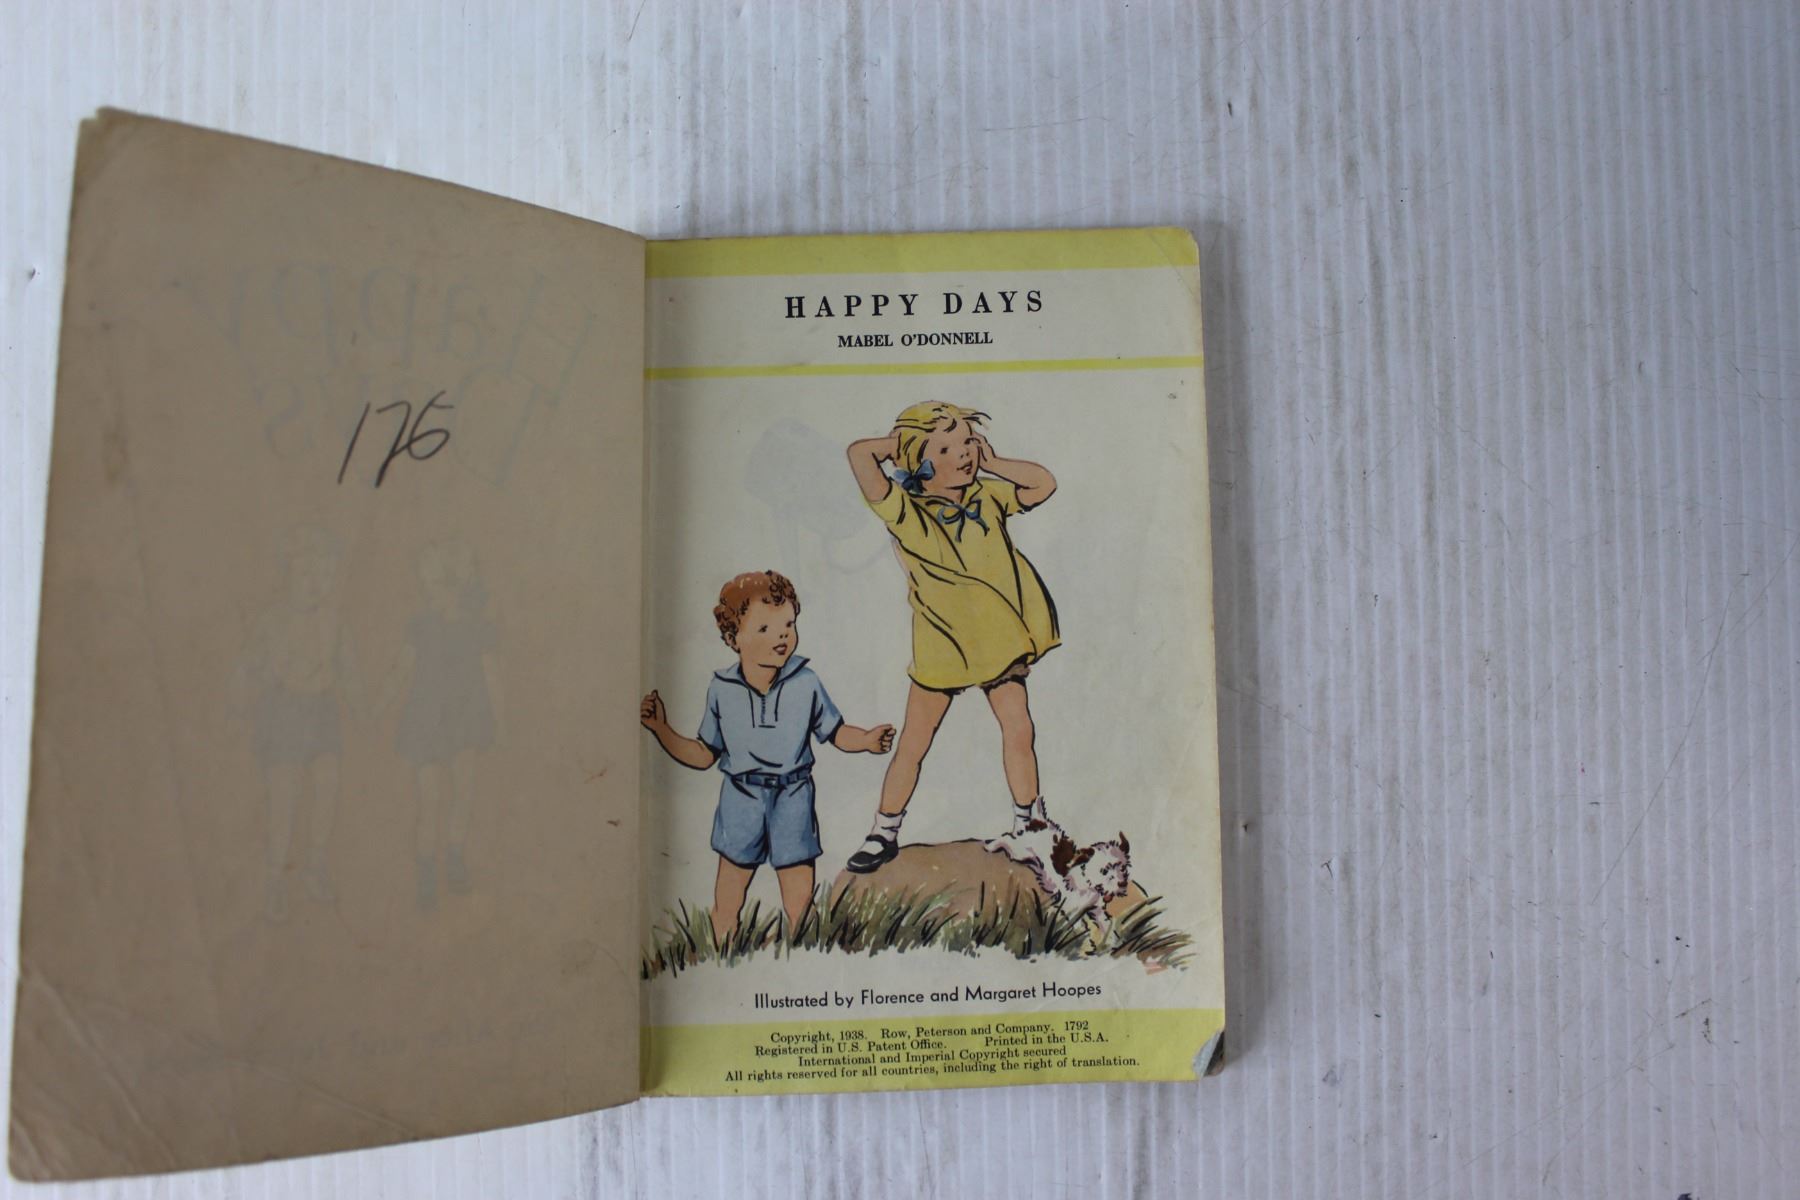 176
HAPPY DAYS
MABEL O'DONNELL
Illustrated by Florence and Margaret Hoopes
Copyright, 1938. Row, Peterson and Company. 1792
Registered in U.S. Patent Office. Printed in the U.S.A.
International and Imperial Copyright secured
All rights reserved for all countries, including the right of translation.